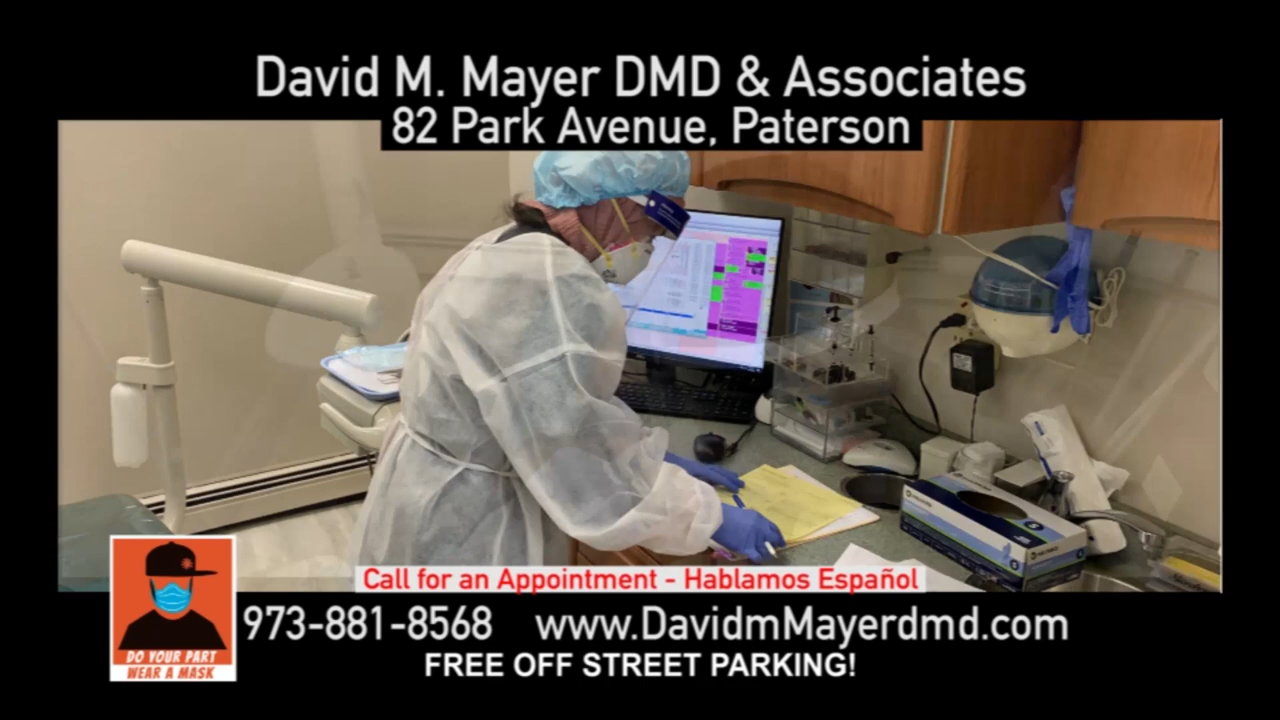 David M. Mayer DMD & Associates
82 Park Avenue, Paterson
Call for an Appointment - Hablamos Español
973-881-8568 www.DavidmMayerdmd.com
FREE OFF STREET PARKING!
DO YOUR PART
WEAR A MASK